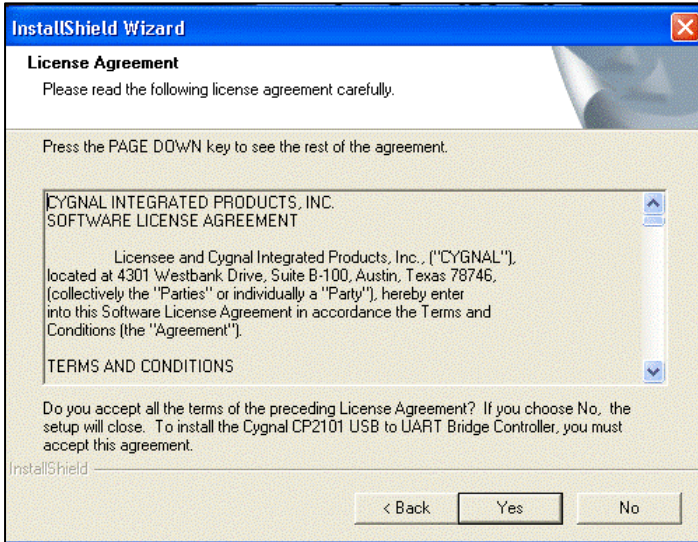 InstallShield Wizard
License Agreement
Please read the following license agreement carefully.
Press the PAGE DOWN key to see the rest of the agreement.
CYGNAL INTEGRATED PRODUCTS, INC.
SOFTWARE LICENSE AGREEMENT
Licensee and Cygnal Integrated Products, Inc., ("CYGNAL"),
located at 4301 Westbank Drive, Suite B-100, Austin, Texas 78746,
(collectively the "Parties" or individually a "Party"), hereby enter
into this Software License Agreement in accordance the Terms and
Conditions (the "Agreement").
TERMS AND CONDITIONS
Do you accept all the terms of the preceding License Agreement?  If you choose No,  the
setup will close.  To install the Cygnal CP2101 USB to UART Bridge Controller, you must
accept this agreement.
InstallShield
< Back
Yes
No